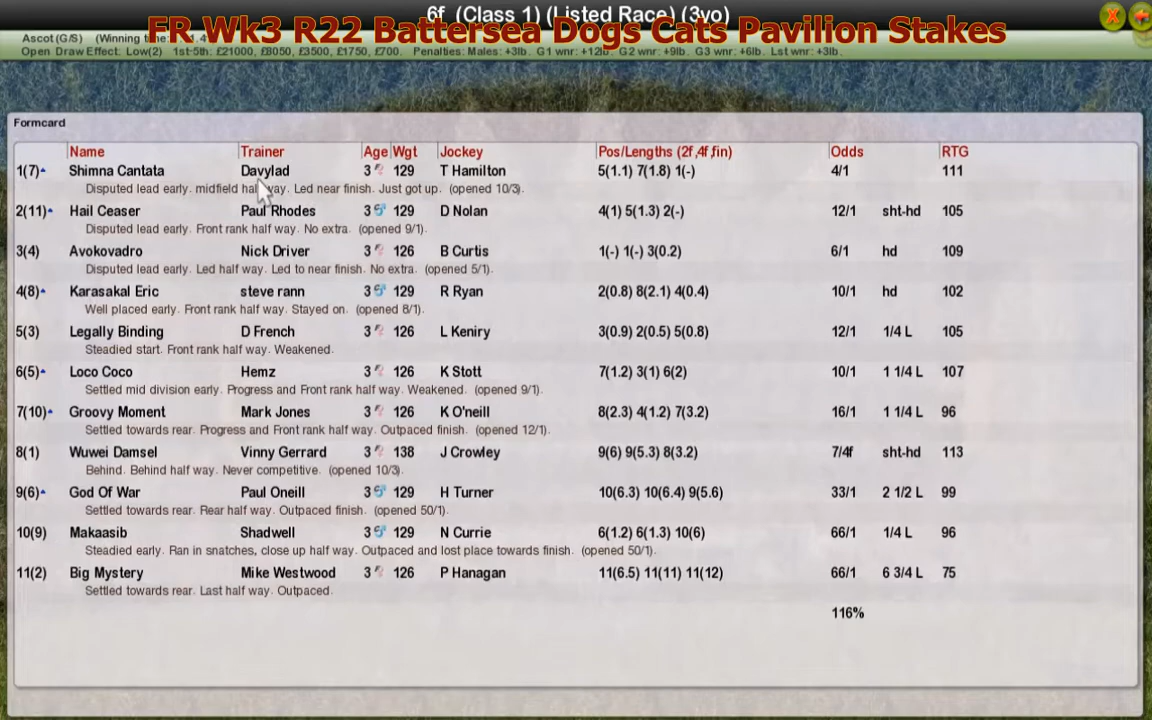 6f (Class 1) (Listed Race) (3yo)
FR Wk3 R22 Battersea Dogs Cats Pavilion Stakes
Ascot (G/S) (Winning
Open Draw Effect: Low(2) 1st-5th: £21000, £8050, £3500, £1750, £700. Penalties: Males: +3lb. G1 wnr: +12lb. G2 wnr: +9lb. G3 wnr: +6lb. Lst wnr: +3lb.
Formcard
Name Trainer Age Wgt Jockey Pos/Lengths (2f,4f,fin) Odds RTG
1(7) Shimna Cantata Davylad 3 129 T Hamilton 5(1.1) 7(1.8) 1(-) 4/1 111
Disputed lead early. midfield half way. Led near finish. Just got up. (opened 10/3).
2(11) Hail Ceaser Paul Rhodes 3 129 D Nolan 4(1) 5(1.3) 2(-) 12/1 sht-hd 105
Disputed lead early. Front rank half way. No extra. (opened 9/1).
3(4) Avokovadro Nick Driver 3 126 B Curtis 1(-) 1(-) 3(0.2) 6/1 hd 109
Disputed lead early. Led half way. Led to near finish. No extra. (opened 5/1).
4(8) Karasakal Eric steve rann 3 129 R Ryan 2(0.8) 8(2.1) 4(0.4) 10/1 hd 102
Well placed early. Front rank half way. Stayed on. (opened 8/1).
5(3) Legally Binding D French 3 126 L Keniry 3(0.9) 2(0.5) 5(0.8) 12/1 1/4 L 105
Steadied start. Front rank half way. Weakened.
6(5) Loco Coco Hemz 3 126 K Stott 7(1.2) 3(1) 6(2) 10/1 1 1/4 L 107
Settled mid division early. Progress and Front rank half way. Weakened. (opened 9/1).
7(10) Groovy Moment Mark Jones 3 126 K O'neill 8(2.3) 4(1.2) 7(3.2) 16/1 1 1/4 L 96
Settled towards rear. Progress and Front rank half way. Outpaced finish. (opened 12/1).
8(1) Wuwei Damsel Vinny Gerrard 3 138 J Crowley 9(6) 9(5.3) 8(3.2) 7/4f sht-hd 113
Behind. Behind half way. Never competitive. (opened 10/3).
9(6) God Of War Paul Oneill 3 129 H Turner 10(6.3) 10(6.4) 9(5.6) 33/1 2 1/2 L 99
Settled towards rear. Rear half way. Outpaced finish. (opened 50/1).
10(9) Makaasib Shadwell 3 129 N Currie 6(1.2) 6(1.3) 10(6) 66/1 1/4 L 96
Steadied early. Ran in snatches, close up half way. Outpaced and lost place towards finish. (opened 50/1).
11(2) Big Mystery Mike Westwood 3 126 P Hanagan 11(6.5) 11(11) 11(12) 66/1 6 3/4 L 75
Settled towards rear. Last half way. Outpaced.
116%